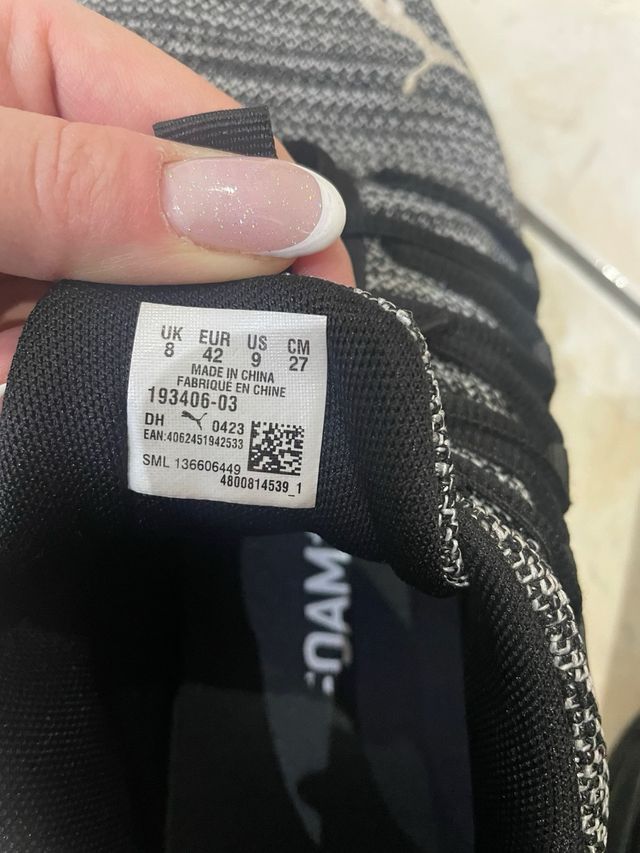 UK EUR US CM
8 42 9 27
MADE IN CHINA
FABRIQUÉ EN CHINE
193406-03
DH 0423
EAN:4062451942533
SML 136606449
4800814539_1
FOAM